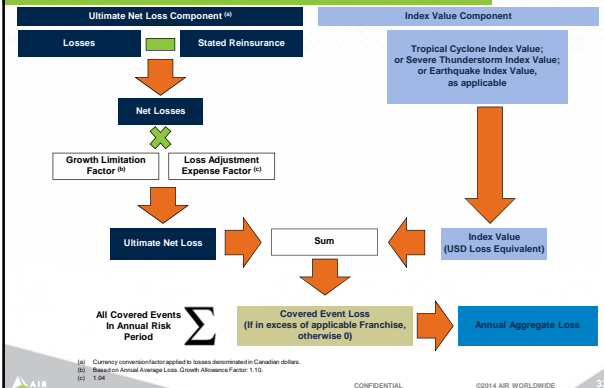 Ultimate Net Loss Component (a)
Index Value Component
Losses
Stated Reinsurance
Tropical Cyclone Index Value;
or Severe Thunderstorm Index Value;
or Earthquake Index Value,
as applicable
Net Losses
Growth Limitation
Factor (b)
Loss Adjustment
Expense Factor (c)
Ultimate Net Loss
Sum
Index Value
(USD Loss Equivalent)
All Covered Events
In Annual Risk
Period
Σ
Covered Event Loss
(If in excess of applicable Franchise,
otherwise 0)
Annual Aggregate Loss
(a) Currency conversion factor applied to losses denominated in Canadian dollars.
(b) Based on Annual Average Loss. Growth Allowance Factor: 1.10.
(c) 1.04
AIR
CONFIDENTIAL
©2014 AIR WORLDWIDE